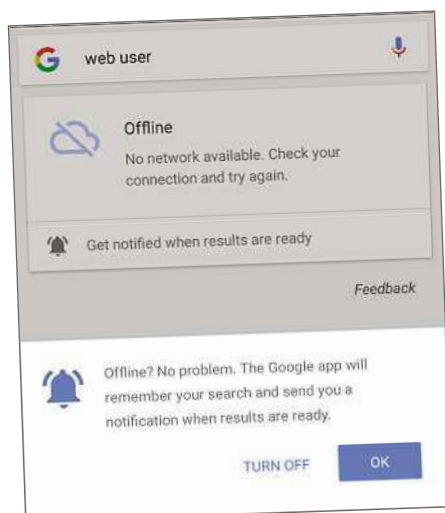 web user
Offline
No network available. Check your
connection and try again.
Get notified when results are ready
Feedback
Offline? No problem. The Google app will
remember your search and send you a
notification when results are ready.
TURN OFF
OK